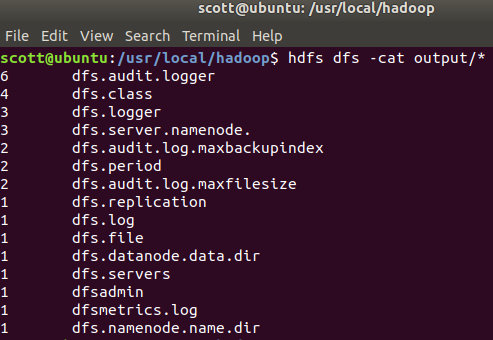 scott@ubuntu: /usr/local/hadoop
File Edit View Search Terminal Help
scott@ubuntu:/usr/local/hadoop$ hdfs dfs -cat output/*
6 dfs.audit.logger
4 dfs.class
3 dfs.logger
3 dfs.server.namenode.
2 dfs.audit.log.maxbackupindex
2 dfs.period
2 dfs.audit.log.maxfilesize
1 dfs.replication
1 dfs.log
1 dfs.file
1 dfs.datanode.data.dir
1 dfs.servers
1 dfsadmin
1 dfsmetrics.log
1 dfs.namenode.name.dir